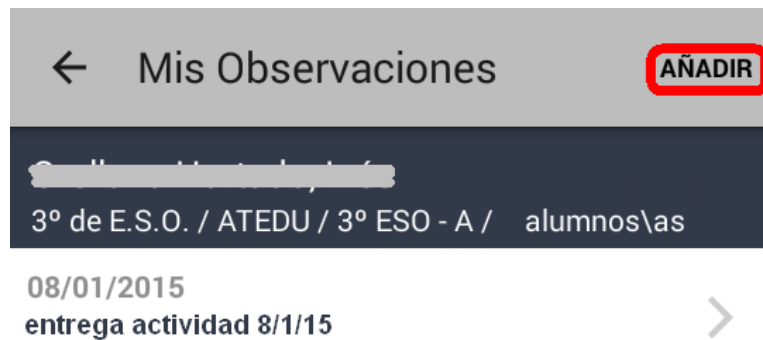 Mis Observaciones AÑADIR
3º de E.S.O. / ATEDU / 3º ESO - A / alumnos\as
08/01/2015
entrega actividad 8/1/15